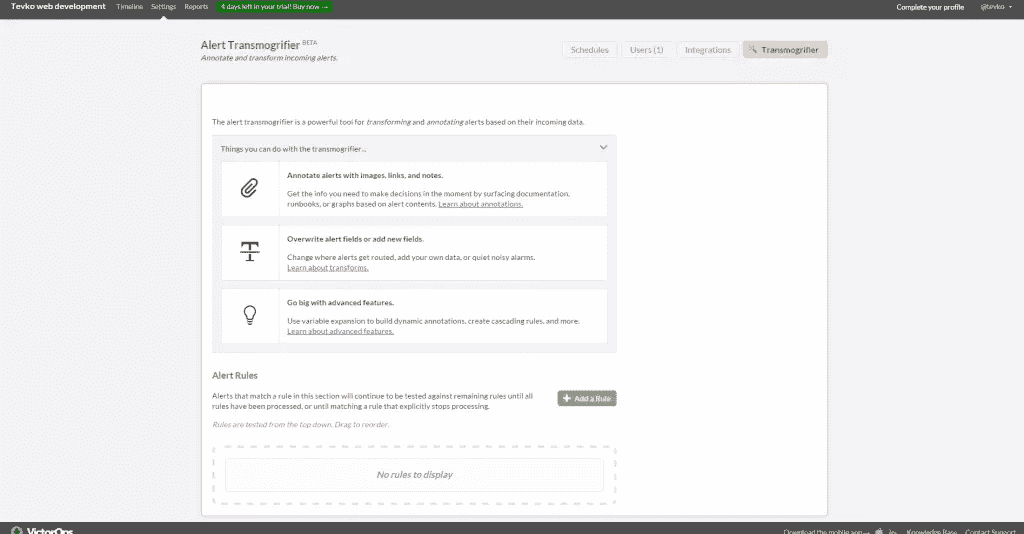 Tevko web development Timeline Settings Reports 4 days left in your trial! Buy now → Complete your profile @tevko
Alert Transmogrifier BETA
Annotate and transform incoming alerts.
Schedules Users (1) Integrations Transmogrifier
The alert transmogrifier is a powerful tool for transforming and annotating alerts based on their incoming data.
Things you can do with the transmogrifier...
Annotate alerts with images, links, and notes.
Get the info you need to make decisions in the moment by surfacing documentation,
runbooks, or graphs based on alert contents. Learn about annotations.
Overwrite alert fields or add new fields.
Change where alerts get routed, add your own data, or quiet noisy alarms.
Learn about transforms.
Go big with advanced features.
Use variable expansion to build dynamic annotations, create cascading rules, and more.
Learn about advanced features.
Alert Rules
Alerts that match a rule in this section will continue to be tested against remaining rules until all
rules have been processed, or until matching a rule that explicitly stops processing.
Add a Rule
Rules are tested from the top down. Drag to reorder.
No rules to display
VictorOps Download the mobile app→ Knowledge Base Contact Support